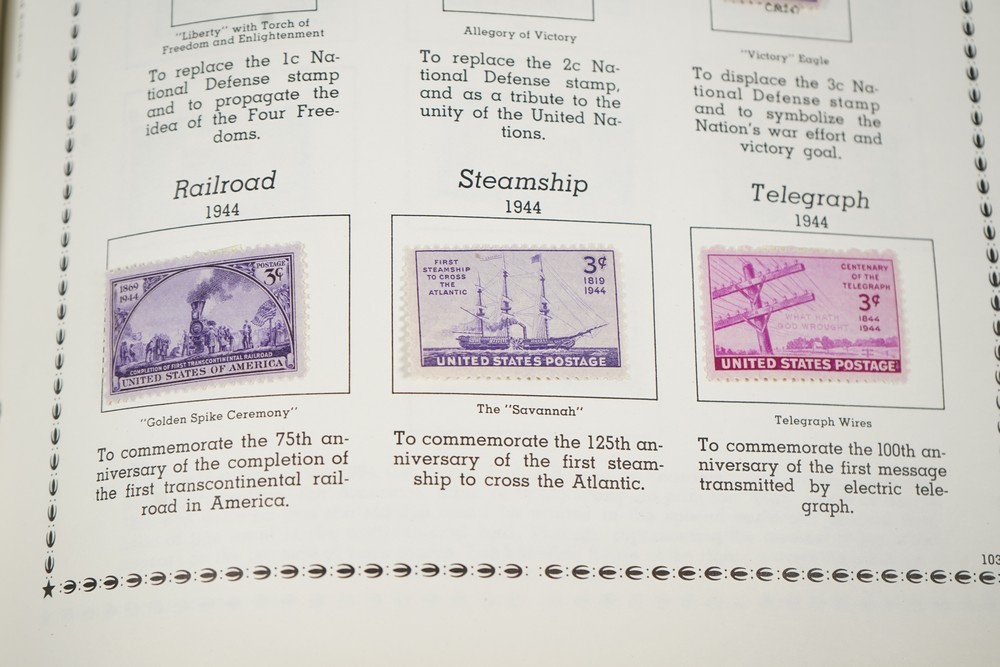 "Liberty" with Torch of
Freedom and Enlightenment
To replace the 1c Na-
tional Defense stamp
and to propagate the
idea of the Four Free-
doms.
Allegory of Victory
To replace the 2c Na-
tional Defense stamp,
and as a tribute to the
unity of the United Na-
tions.
"Victory" Eagle
To displace the 3c Na-
tional Defense stamp
and to symbolize the
Nation's war effort and
victory goal.
Railroad
1944
1869
1944
POSTAGE
3¢
COMPLETION OF FIRST TRANSCONTINENTAL RAILROAD
UNITED STATES OF AMERICA
"Golden Spike Ceremony"
To commemorate the 75th an-
niversary of the completion of
the first transcontinental rail-
road in America.
Steamship
1944
FIRST
STEAMSHIP
TO CROSS
THE
ATLANTIC
3¢
1819
1944
UNITED STATES POSTAGE
The "Savannah"
To commemorate the 125th an-
niversary of the first steam-
ship to cross the Atlantic.
Telegraph
1944
CENTENARY
OF THE
TELEGRAPH
3¢
1844
1944
WHAT HATH
GOD WROUGHT
UNITED STATES POSTAGE
Telegraph Wires
To commemorate the 100th an-
niversary of the first message
transmitted by electric tele-
graph.
103